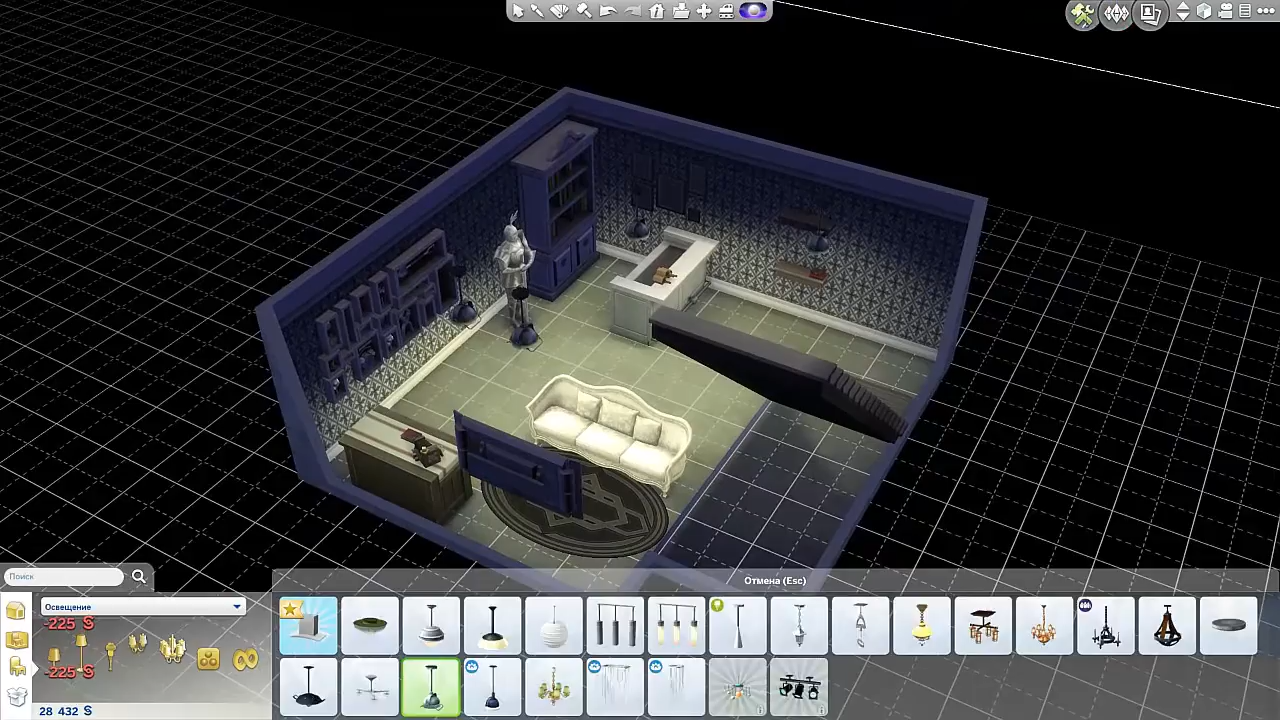 Поиск
Отмена (Esc)
Освещение
-225 §
-225 §
28 432 §